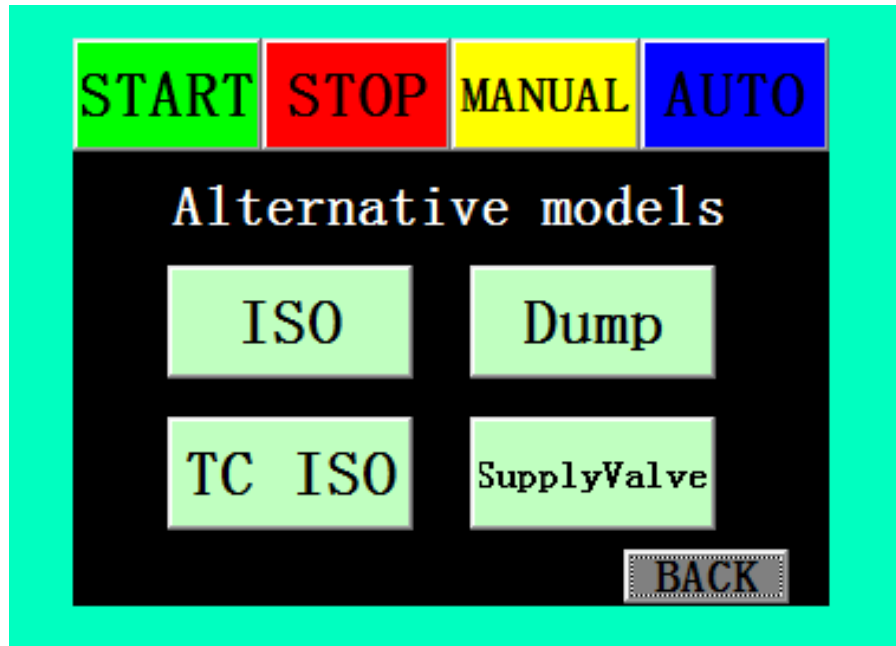 START STOP MANUAL AUTO
Alternative models
ISO Dump
TC ISO SupplyValve
BACK